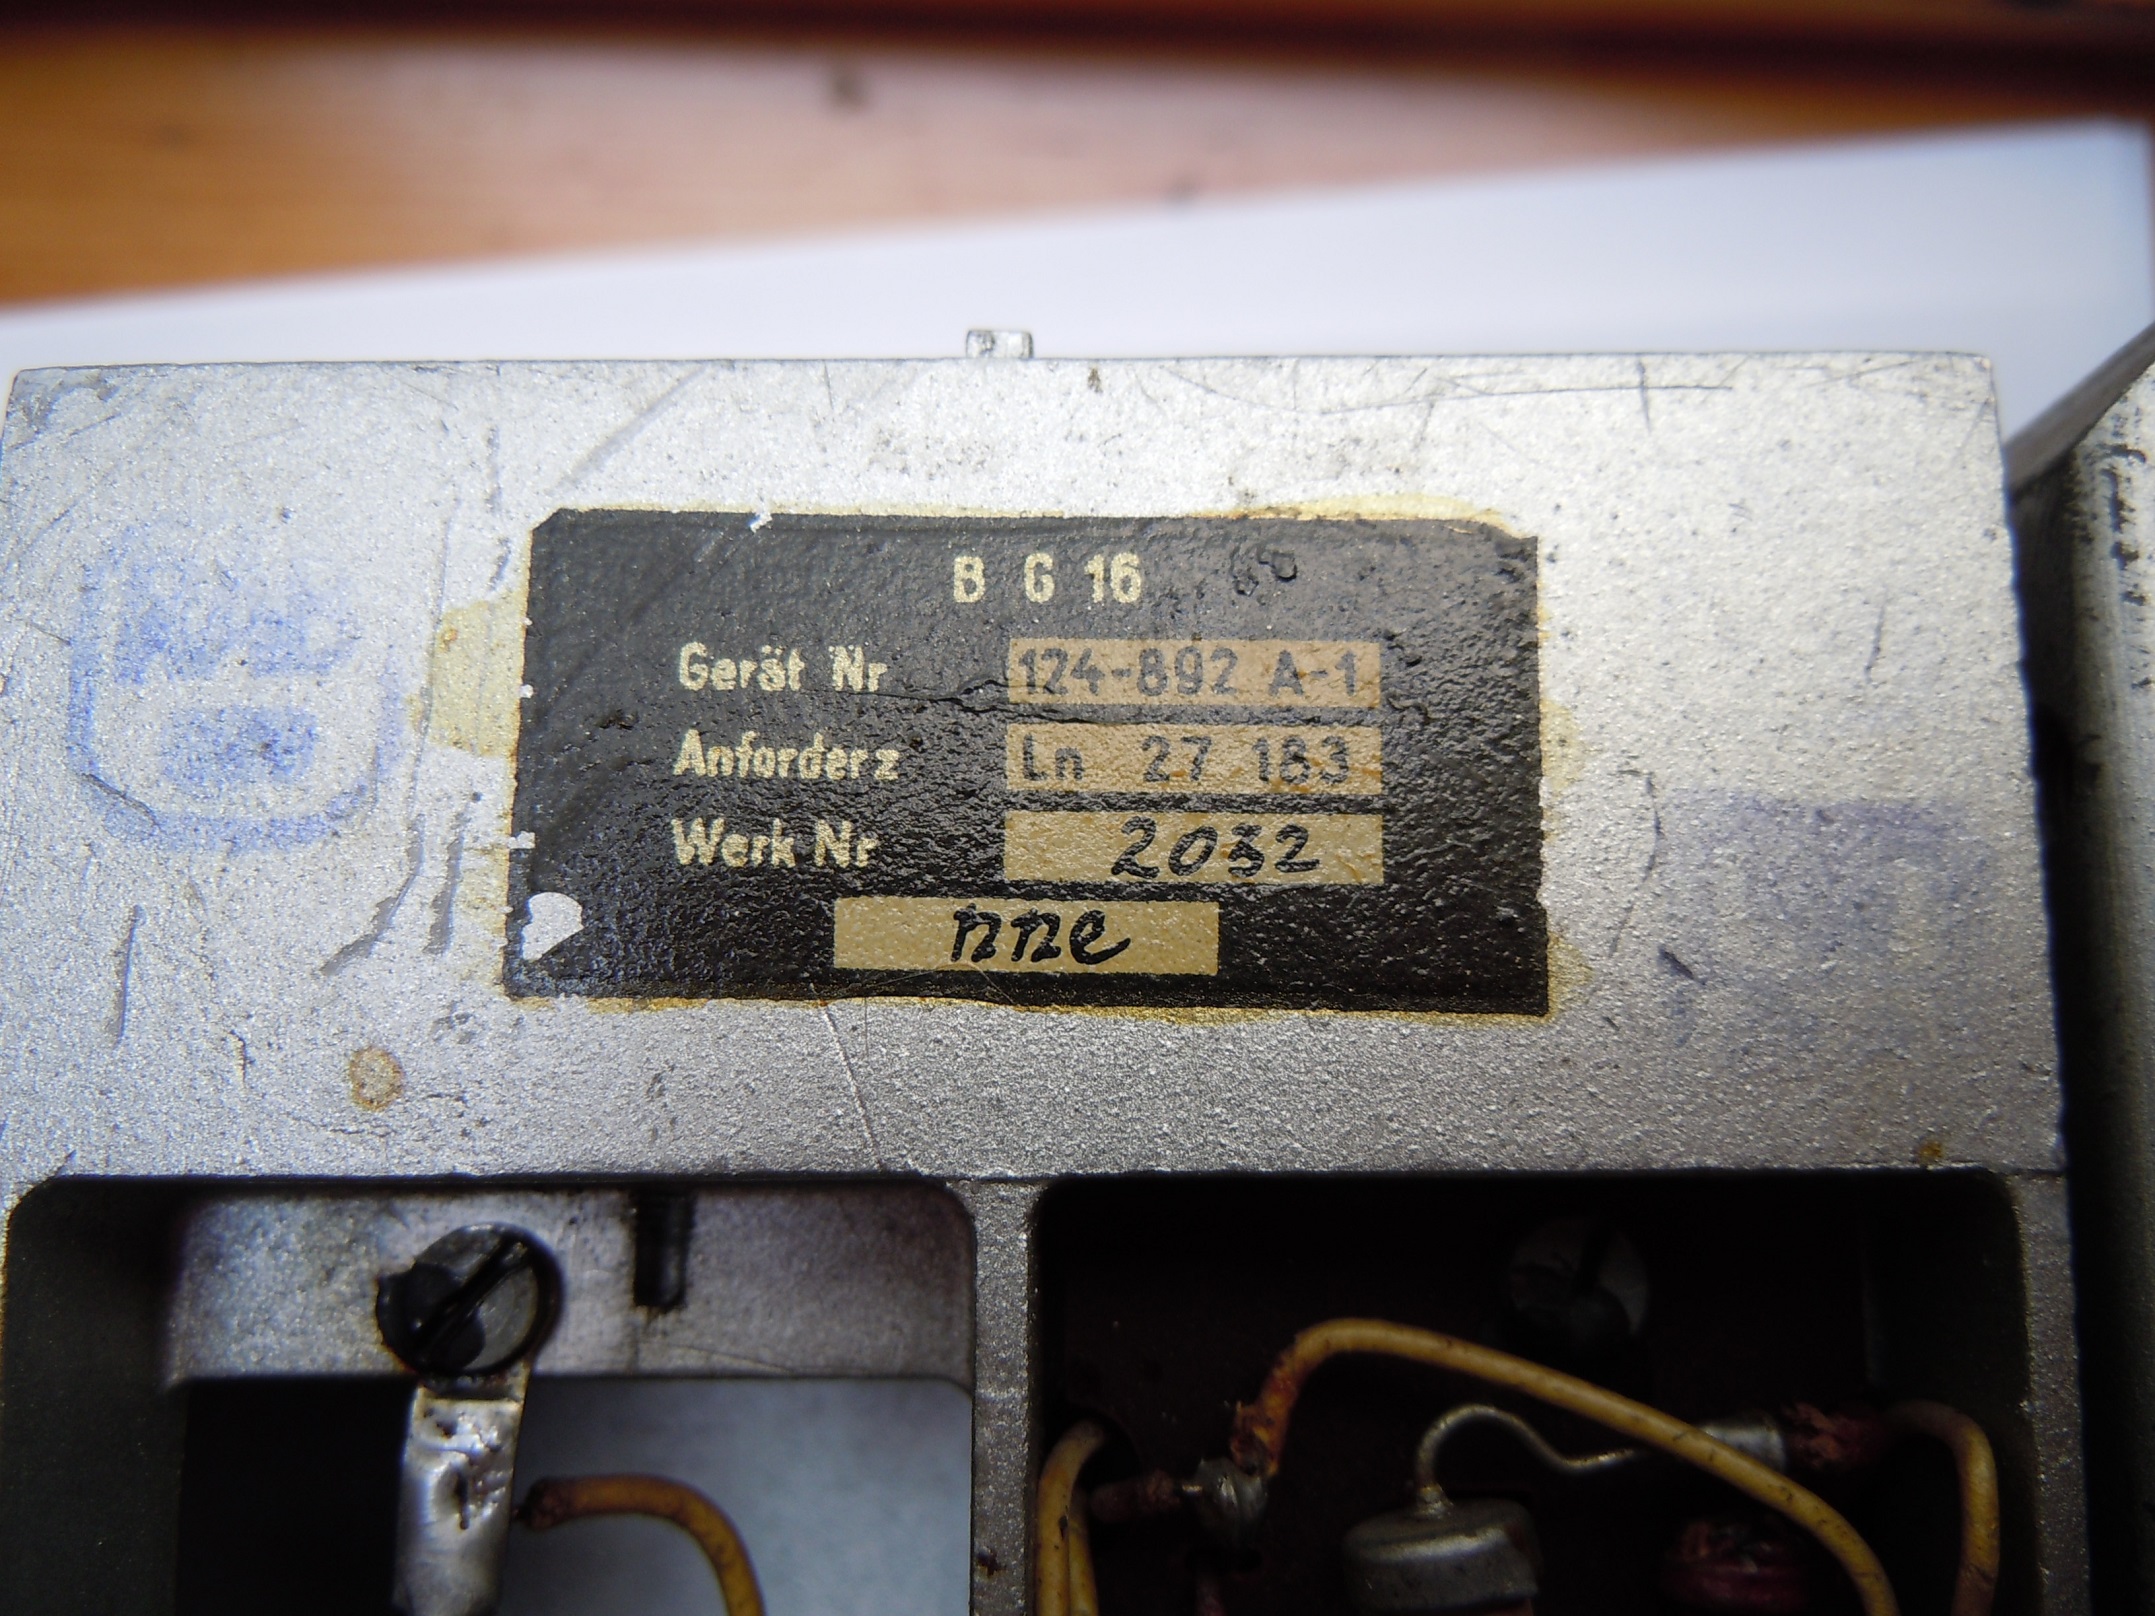 B G 16
Gerät Nr 124-892 A-1
Anforderz Ln 27 183
Werk Nr 2032
nne